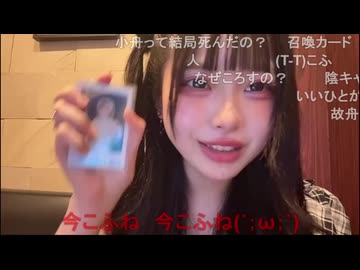 小舟って結局死んだの？　召喚カード
人　(T-T)こふ
なぜころすの？　陰キャ
いいひとか
故舟
今こふね　今こふね(´;ω;`)